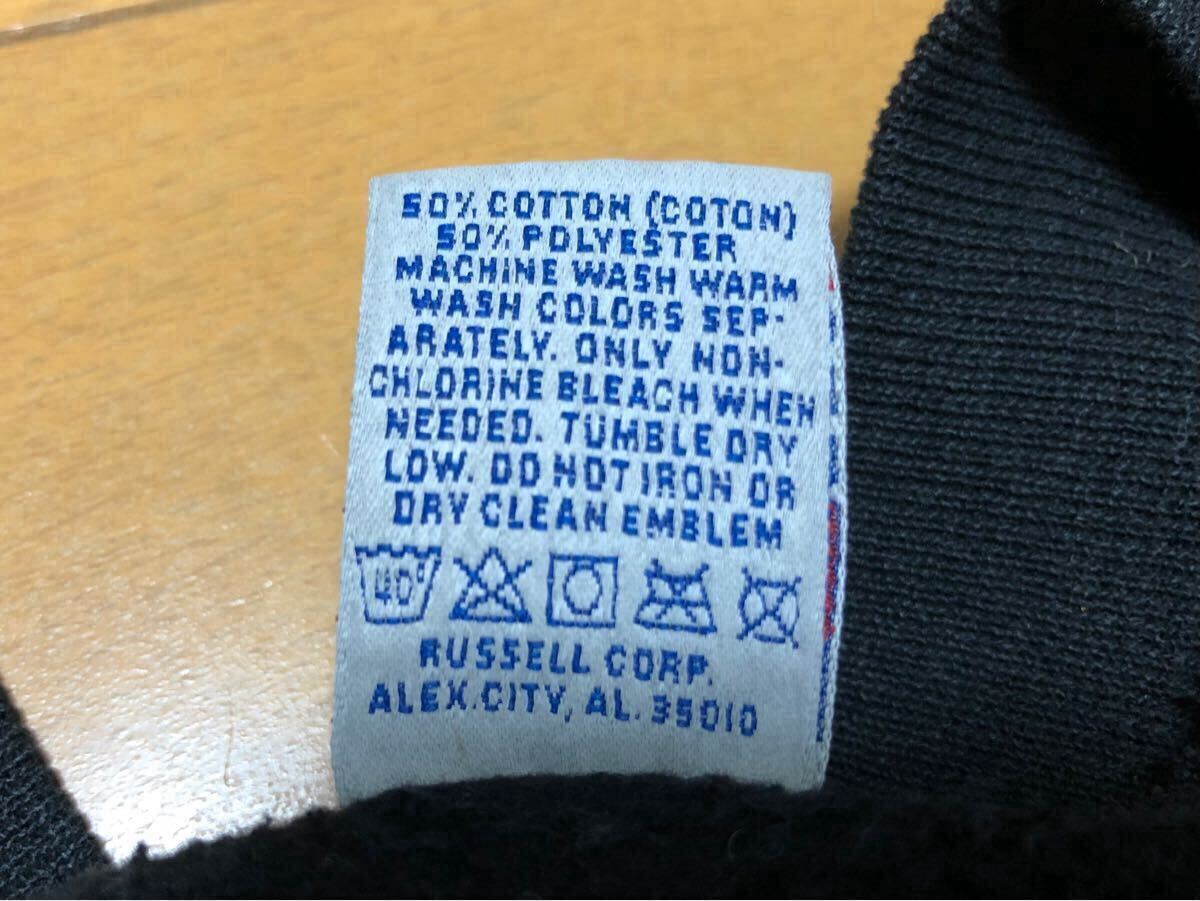 50% COTTON (COTON)
50% POLYESTER
MACHINE WASH WARM
WASH COLORS SEP-
ARATELY. ONLY NON-
CHLORINE BLEACH WHEN
NEEDED. TUMBLE DRY
LOW. DO NOT IRON OR
DRY CLEAN EMBLEM
40°
RUSSELL CORP.
ALEX.CITY, AL. 35010